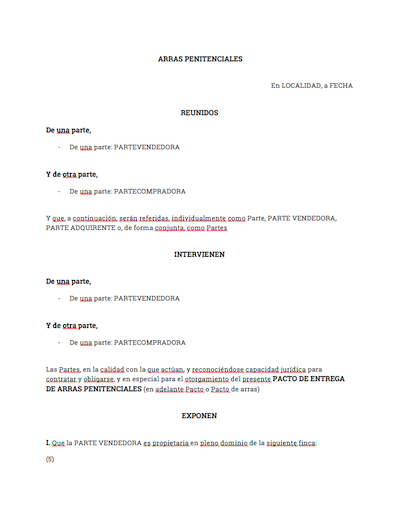 ARRAS PENITENCIALES
En LOCALIDAD, a FECHA
REUNIDOS
De una parte,
- De una parte: PARTEVENDEDORA
Y de otra parte,
- De una parte: PARTECOMPRADORA
Y que, a continuación, serán referidas, individualmente como Parte, PARTE VENDEDORA,
PARTE ADQUIRENTE o, de forma conjunta, como Partes
INTERVIENEN
De una parte,
- De una parte: PARTEVENDEDORA
Y de otra parte,
- De una parte: PARTECOMPRADORA
Las Partes, en la calidad con la que actúan, y reconociéndose capacidad jurídica para
contratar y obligarse, y en especial para el otorgamiento del presente PACTO DE ENTREGA
DE ARRAS PENITENCIALES (en adelante Pacto o Pacto de arras)
EXPONEN
I. Que la PARTE VENDEDORA es propietaria en pleno dominio de la siguiente finca:
(5)